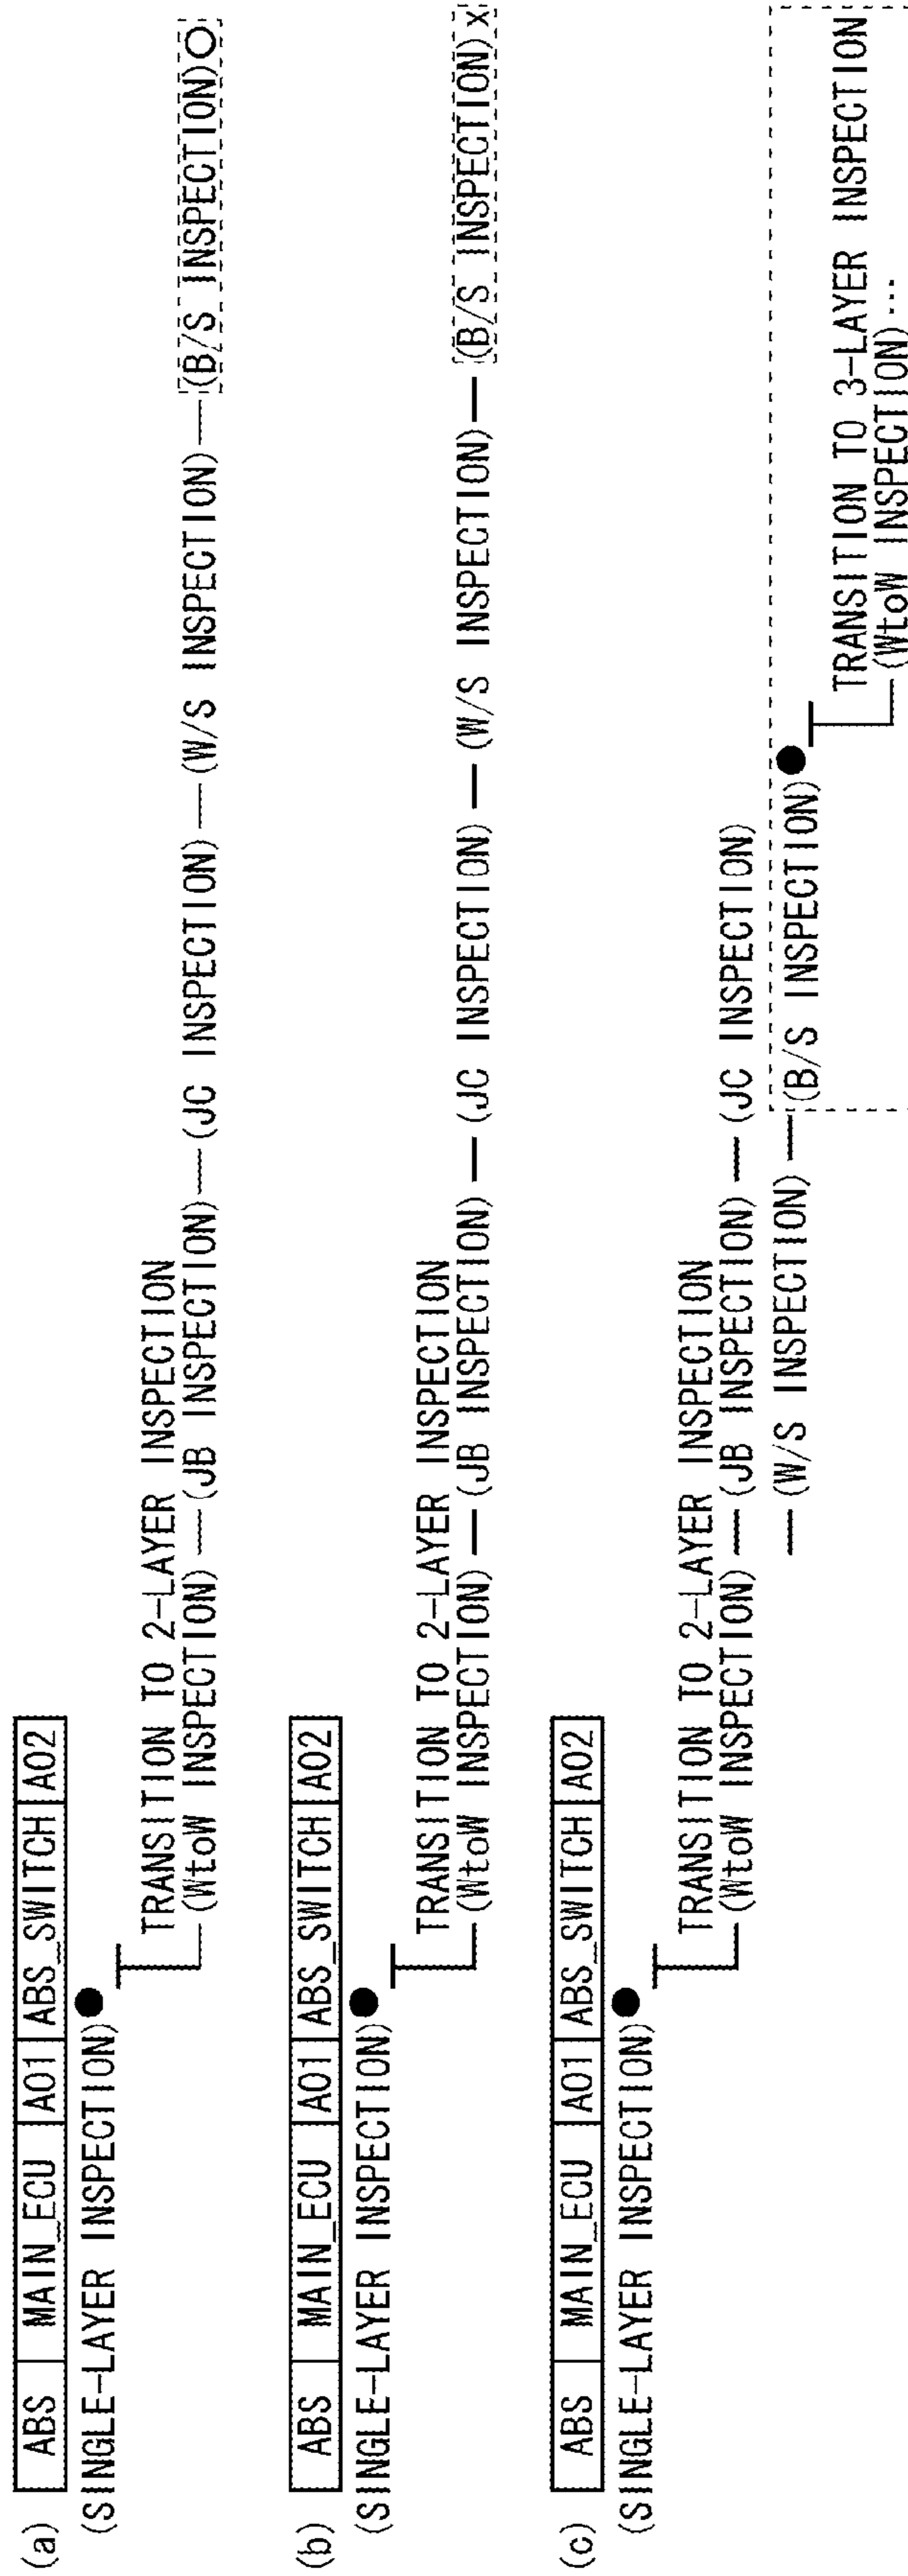 (a) ABS MAIN_ECU A01 ABS_SWITCH A02
(SINGLE-LAYER INSPECTION)●
TRANSITION TO 2-LAYER INSPECTION
(WtoW INSPECTION) — (JB INSPECTION) — (JC INSPECTION) — (W/S INSPECTION) — (B/S INSPECTION)○
(b) ABS MAIN_ECU A01 ABS_SWITCH A02
(SINGLE-LAYER INSPECTION)●
TRANSITION TO 2-LAYER INSPECTION
(WtoW INSPECTION) — (JB INSPECTION) — (JC INSPECTION) — (W/S INSPECTION) — (B/S INSPECTION)x
(c) ABS MAIN_ECU A01 ABS_SWITCH A02
(SINGLE-LAYER INSPECTION)●
TRANSITION TO 2-LAYER INSPECTION
(WtoW INSPECTION) — (JB INSPECTION) — (JC INSPECTION)
— (W/S INSPECTION) — (B/S INSPECTION)●
TRANSITION TO 3-LAYER INSPECTION
(WtoW INSPECTION)...